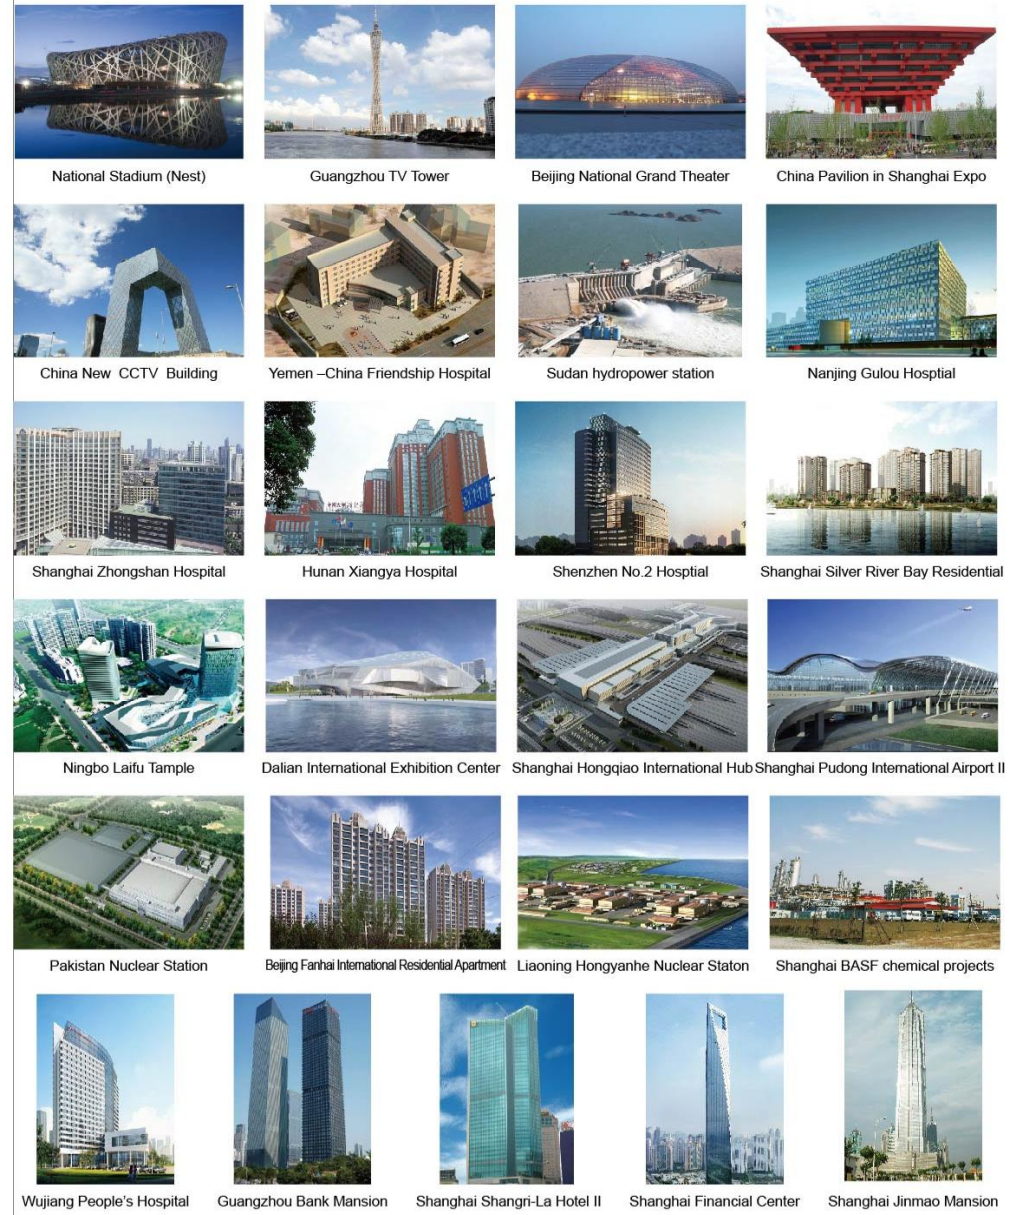 National Stadium (Nest)
Guangzhou TV Tower
Beijing National Grand Theater
China Pavilion in Shanghai Expo
China New CCTV Building
Yemen –China Friendship Hospital
Sudan hydropower station
Nanjing Gulou Hosptial
Shanghai Zhongshan Hospital
Hunan Xiangya Hospital
Shenzhen No.2 Hosptial
Shanghai Silver River Bay Residential
Ningbo Laifu Tample
Dalian International Exhibition Center
Shanghai Hongqiao International Hub
Shanghai Pudong International Airport II
Pakistan Nuclear Station
Beijing Fanhai International Residential Apartment
Liaoning Hongyanhe Nuclear Staton
Shanghai BASF chemical projects
Wujiang People's Hospital
Guangzhou Bank Mansion
Shanghai Shangri-La Hotel II
Shanghai Financial Center
Shanghai Jinmao Mansion